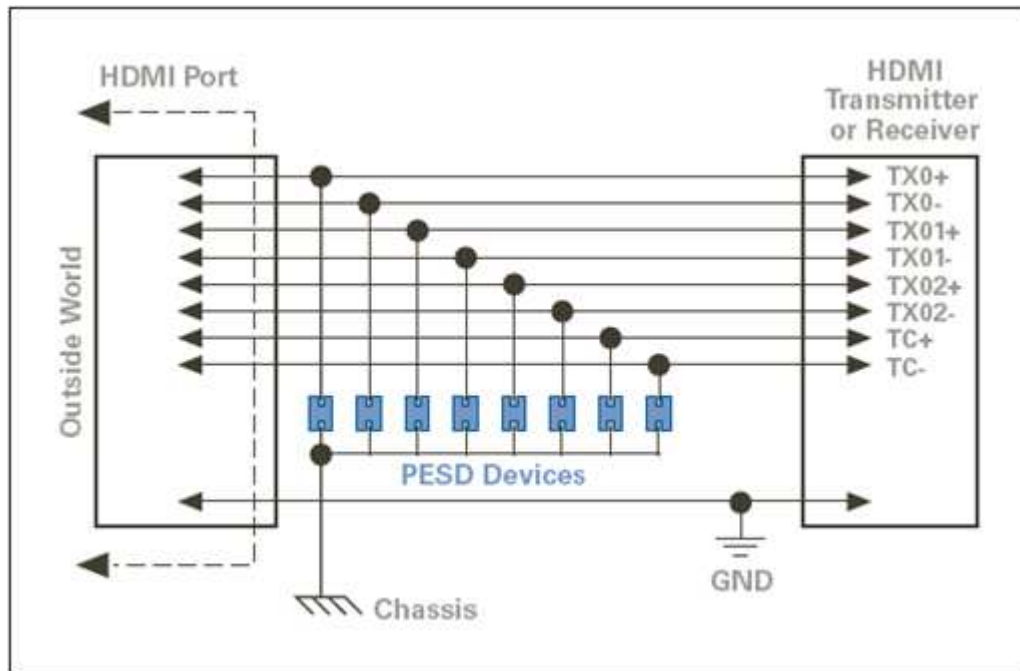 HDMI Port
HDMI
Transmitter
or Receiver
Outside World
TX0+
TX0-
TX01+
TX01-
TX02+
TX02-
TC+
TC-
PESD Devices
GND
Chassis